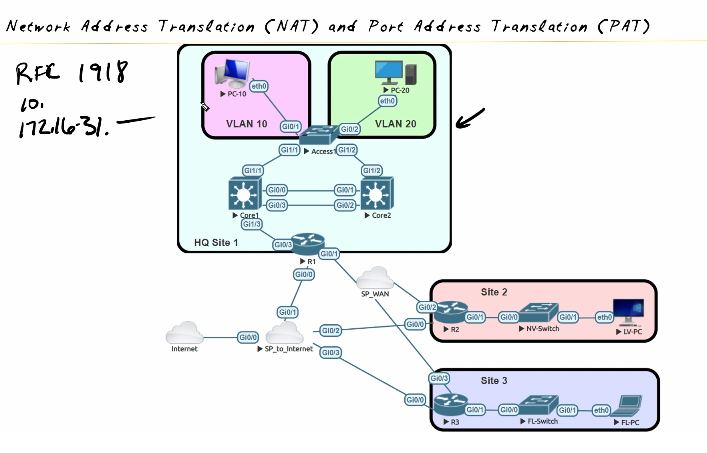 Network Address Translation (NAT) and Port Address Translation (PAT)
RFC 1918
10.
172.16-31.
PC-10
eth0
PC-20
eth0
VLAN 10
Gi0/1
Gi0/2
VLAN 20
Gi1/1
Access1
Gi1/2
Gi1/1
Gi1/2
Gi0/0
Gi0/1
Gi0/3
Gi0/2
Core1
Core2
Gi1/3
HQ Site 1
Gi0/3
Gi0/1
R1
Gi0/0
SP_WAN
Site 2
Gi0/2
Gi0/1
Gi0/1
Gi0/0
Gi0/1
eth0
Gi0/2
Gi0/0
R2
NV-Switch
LV-PC
Gi0/0
Internet
SP_to_Internet
Gi0/3
Gi0/3
Site 3
Gi0/0
Gi0/1
Gi0/0
Gi0/1
eth0
R3
FL-Switch
FL-PC